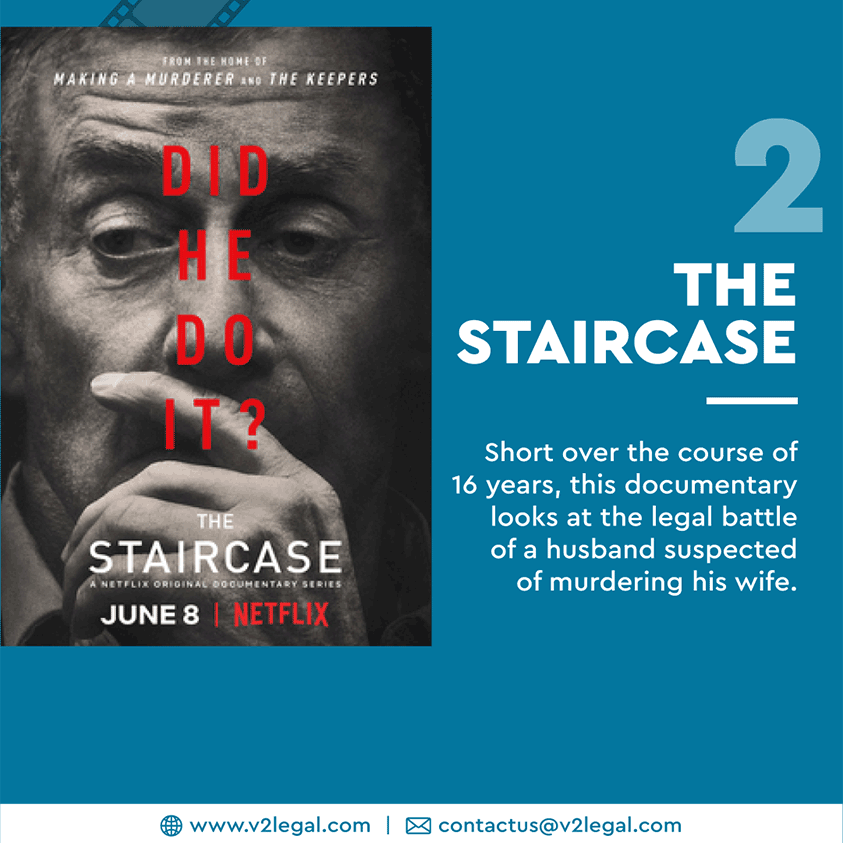 FROM THE HOME OF
MAKING A MURDERER AND THE KEEPERS
DID
HE
DO
IT?
THE
STAIRCASE
A NETFLIX ORIGINAL DOCUMENTARY SERIES
JUNE 8 | NETFLIX
2
THE
STAIRCASE
Short over the course of
16 years, this documentary
looks at the legal battle
of a husband suspected
of murdering his wife.
www.v2legal.com | contactus@v2legal.com